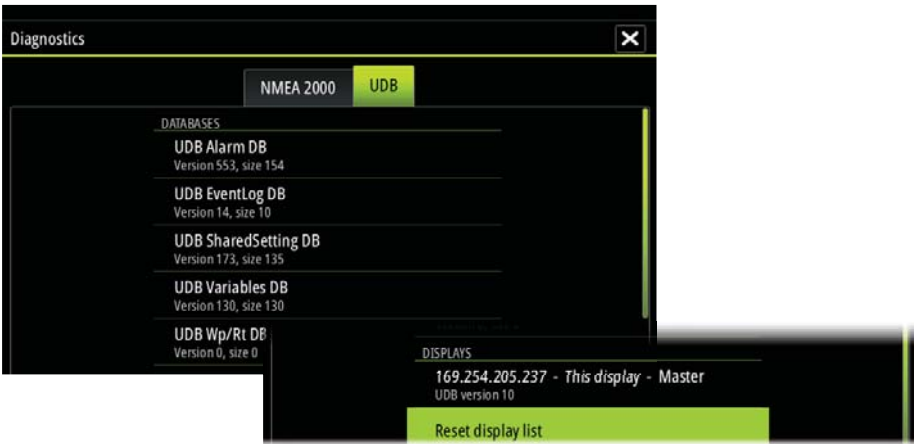 Diagnostics
NMEA 2000
UDB
DATABASES
UDB Alarm DB
Version 553, size 154
UDB EventLog DB
Version 14, size 10
UDB SharedSetting DB
Version 173, size 135
UDB Variables DB
Version 130, size 130
UDB Wp/Rt DB
Version 0, size 0
DISPLAYS
169.254.205.237 - This display - Master
UDB version 10
Reset display list